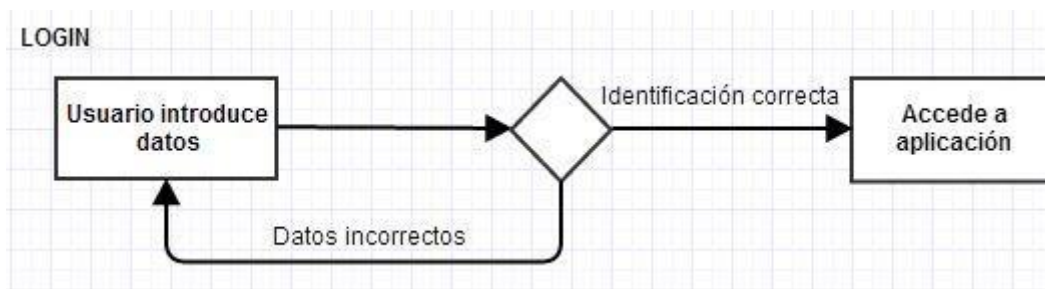 LOGIN
Usuario introduce
datos
Identificación correcta
Accede a
aplicación
Datos incorrectos